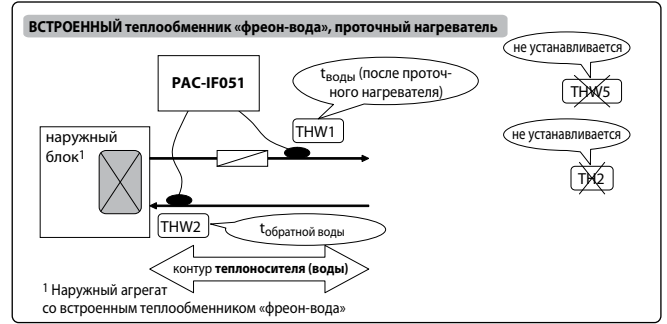 ВСТРОЕННЫЙ теплообменник «фреон-вода», проточный нагреватель
PAC-IF051
tводы (после проточ-
ного нагревателя)
THW1
не устанавливается
THW5
не устанавливается
TH2
наружный
блок1
THW2
tобратной воды
контур теплоносителя (воды)
1 Наружный агрегат
со встроенным теплообменником «фреон-вода»